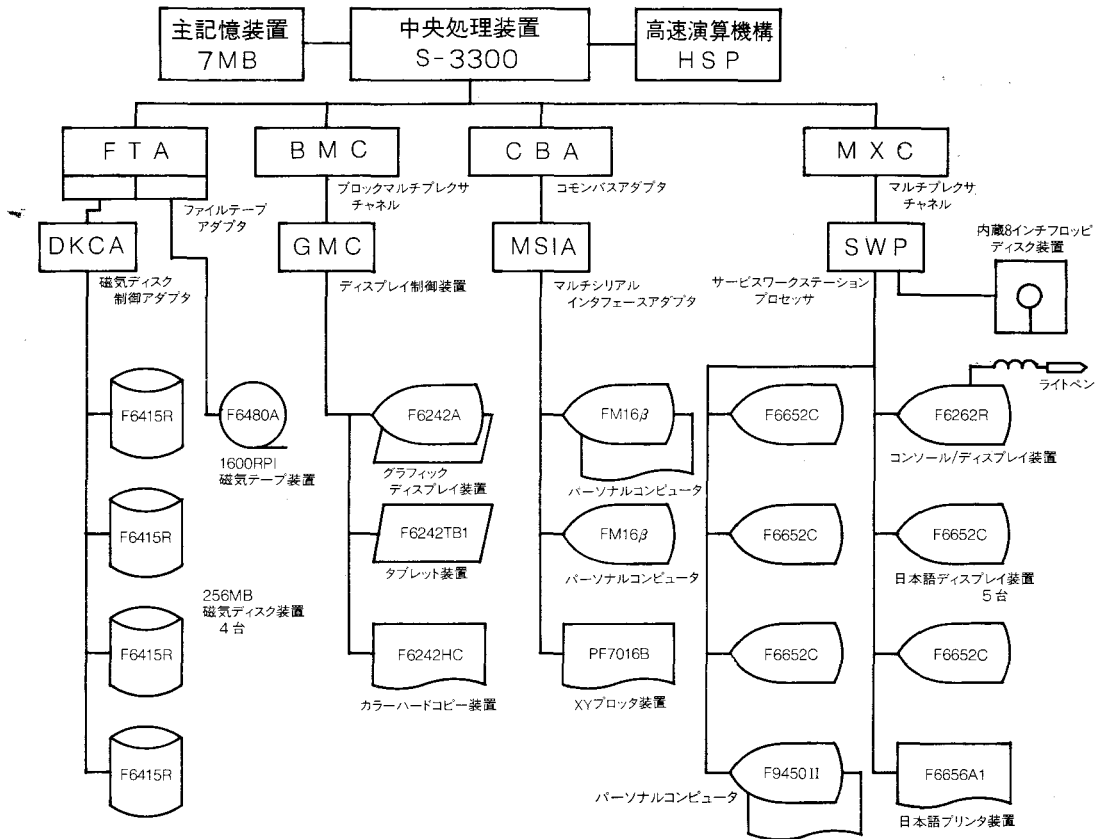 主記憶装置
7MB
中央処理装置
S-3300
高速演算機構
HSP
FTA
BMC
CBA
MXC
ファイルテープ
アダプタ
ブロックマルチプレクサ
チャネル
コモンバスアダプタ
マルチプレクサ
チャネル
DKCA
GMC
MSIA
SWP
内蔵8インチフロッピ
ディスク装置
磁気ディスク
制御アダプタ
ディスプレイ制御装置
マルチシリアル
インタフェースアダプタ
サービスワークステーション
プロセッサ
ライトペン
F6415R
F6480A
F6242A
FM16β
F6652C
F6262R
1600RPI
磁気テープ装置
グラフィック
ディスプレイ装置
パーソナルコンピュータ
コンソール/ディスプレイ装置
F6415R
F6242TB1
FM16β
F6652C
F6652C
タブレット装置
パーソナルコンピュータ
日本語ディスプレイ装置
5台
256MB
磁気ディスク装置
4台
F6415R
F6242HC
PF7016B
F6652C
F6652C
カラーハードコピー装置
XYプロッタ装置
F6415R
F9450II
F6656A1
パーソナルコンピュータ
日本語プリンタ装置